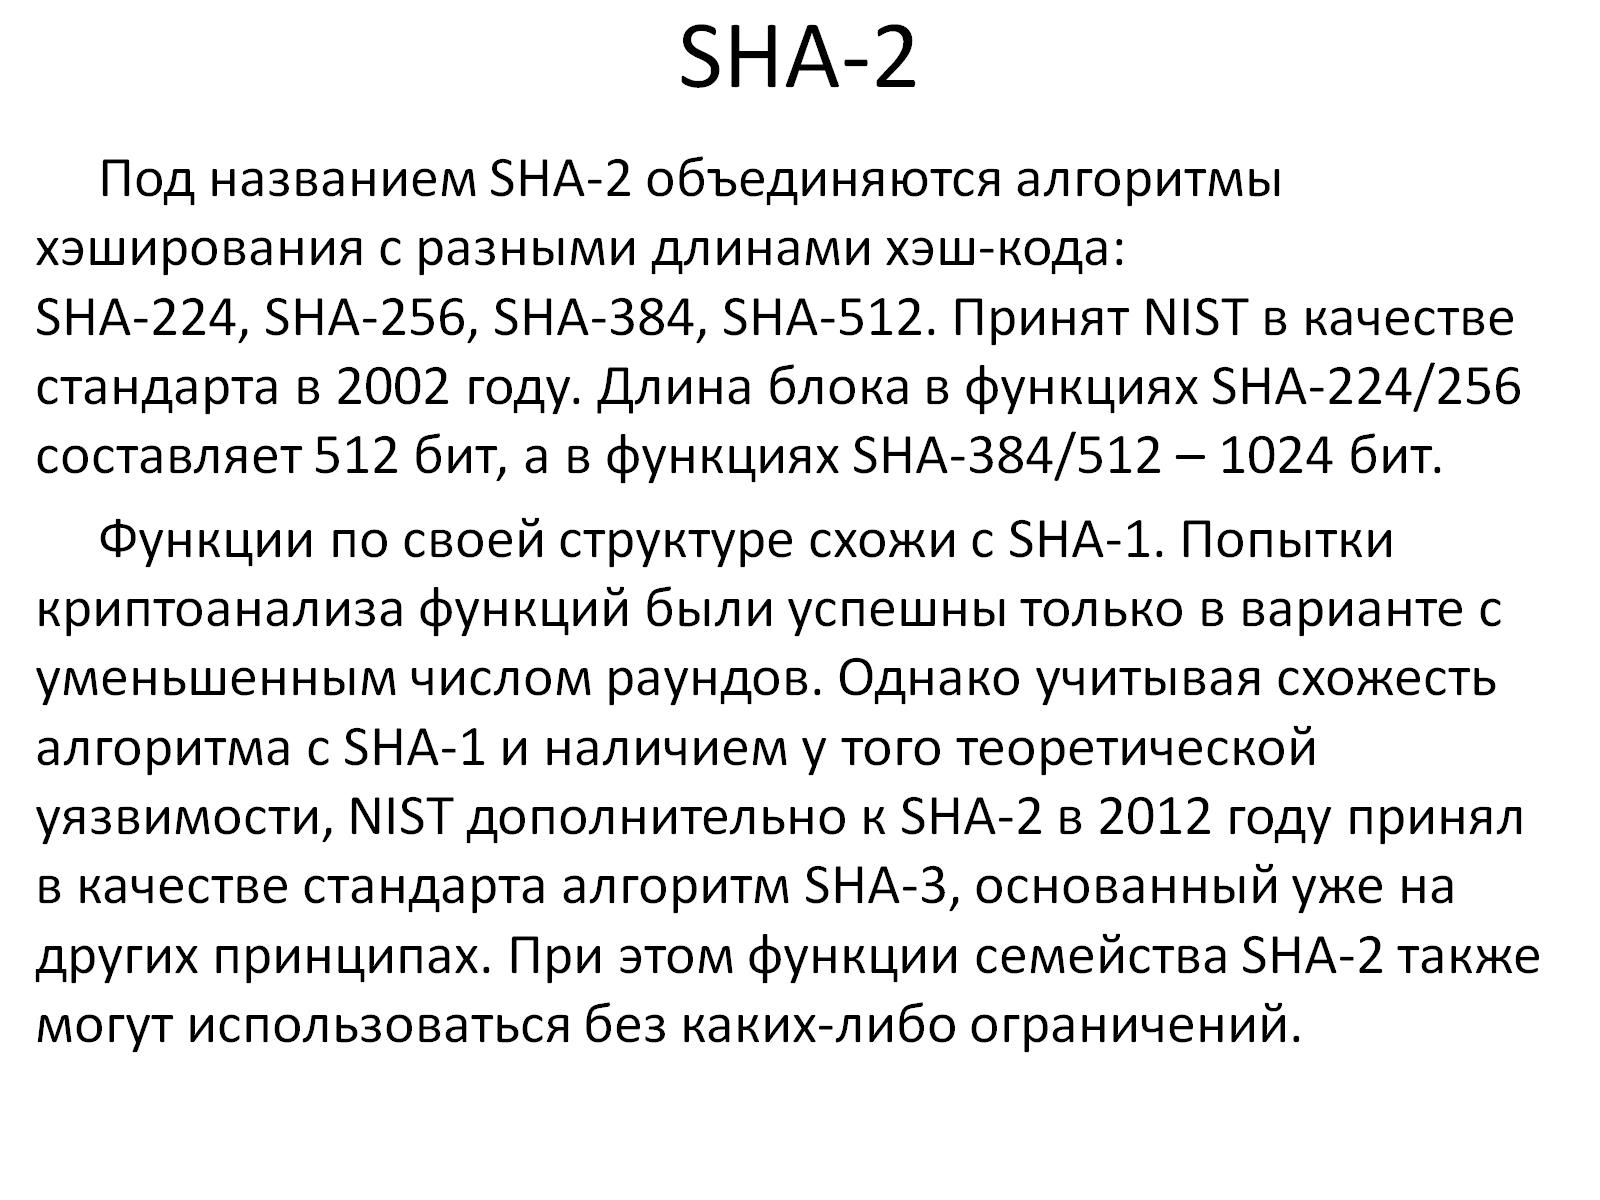 SHA-2
Под названием SHA-2 объединяются алгоритмы
хэширования с разными длинами хэш-кода:
SHA-224, SHA-256, SHA-384, SHA-512. Принят NIST в качестве
стандарта в 2002 году. Длина блока в функциях SHA-224/256
составляет 512 бит, а в функциях SHA-384/512 – 1024 бит.
Функции по своей структуре схожи с SHA-1. Попытки
криптоанализа функций были успешны только в варианте с
уменьшенным числом раундов. Однако учитывая схожесть
алгоритма с SHA-1 и наличием у того теоретической
уязвимости, NIST дополнительно к SHA-2 в 2012 году принял
в качестве стандарта алгоритм SHA-3, основанный уже на
других принципах. При этом функции семейства SHA-2 также
могут использоваться без каких-либо ограничений.